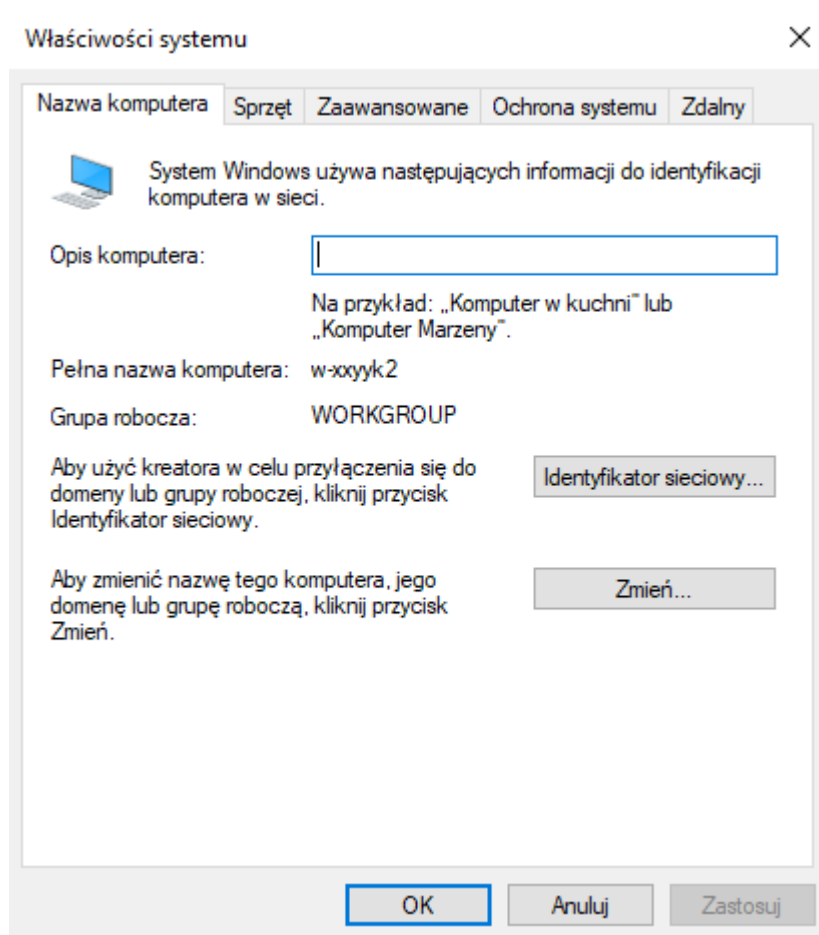 Właściwości systemu
Nazwa komputera Sprzęt Zaawansowane Ochrona systemu Zdalny
System Windows używa następujących informacji do identyfikacji
komputera w sieci.
Opis komputera:
Na przykład: „Komputer w kuchni” lub
„Komputer Marzeny”.
Pełna nazwa komputera: w-xxyyk2
Grupa robocza: WORKGROUP
Aby użyć kreatora w celu przyłączenia się do
domeny lub grupy roboczej, kliknij przycisk
Identyfikator sieciowy.
Identyfikator sieciowy...
Aby zmienić nazwę tego komputera, jego
domenę lub grupę roboczą, kliknij przycisk
Zmień.
Zmień...
OK Anuluj Zastosuj